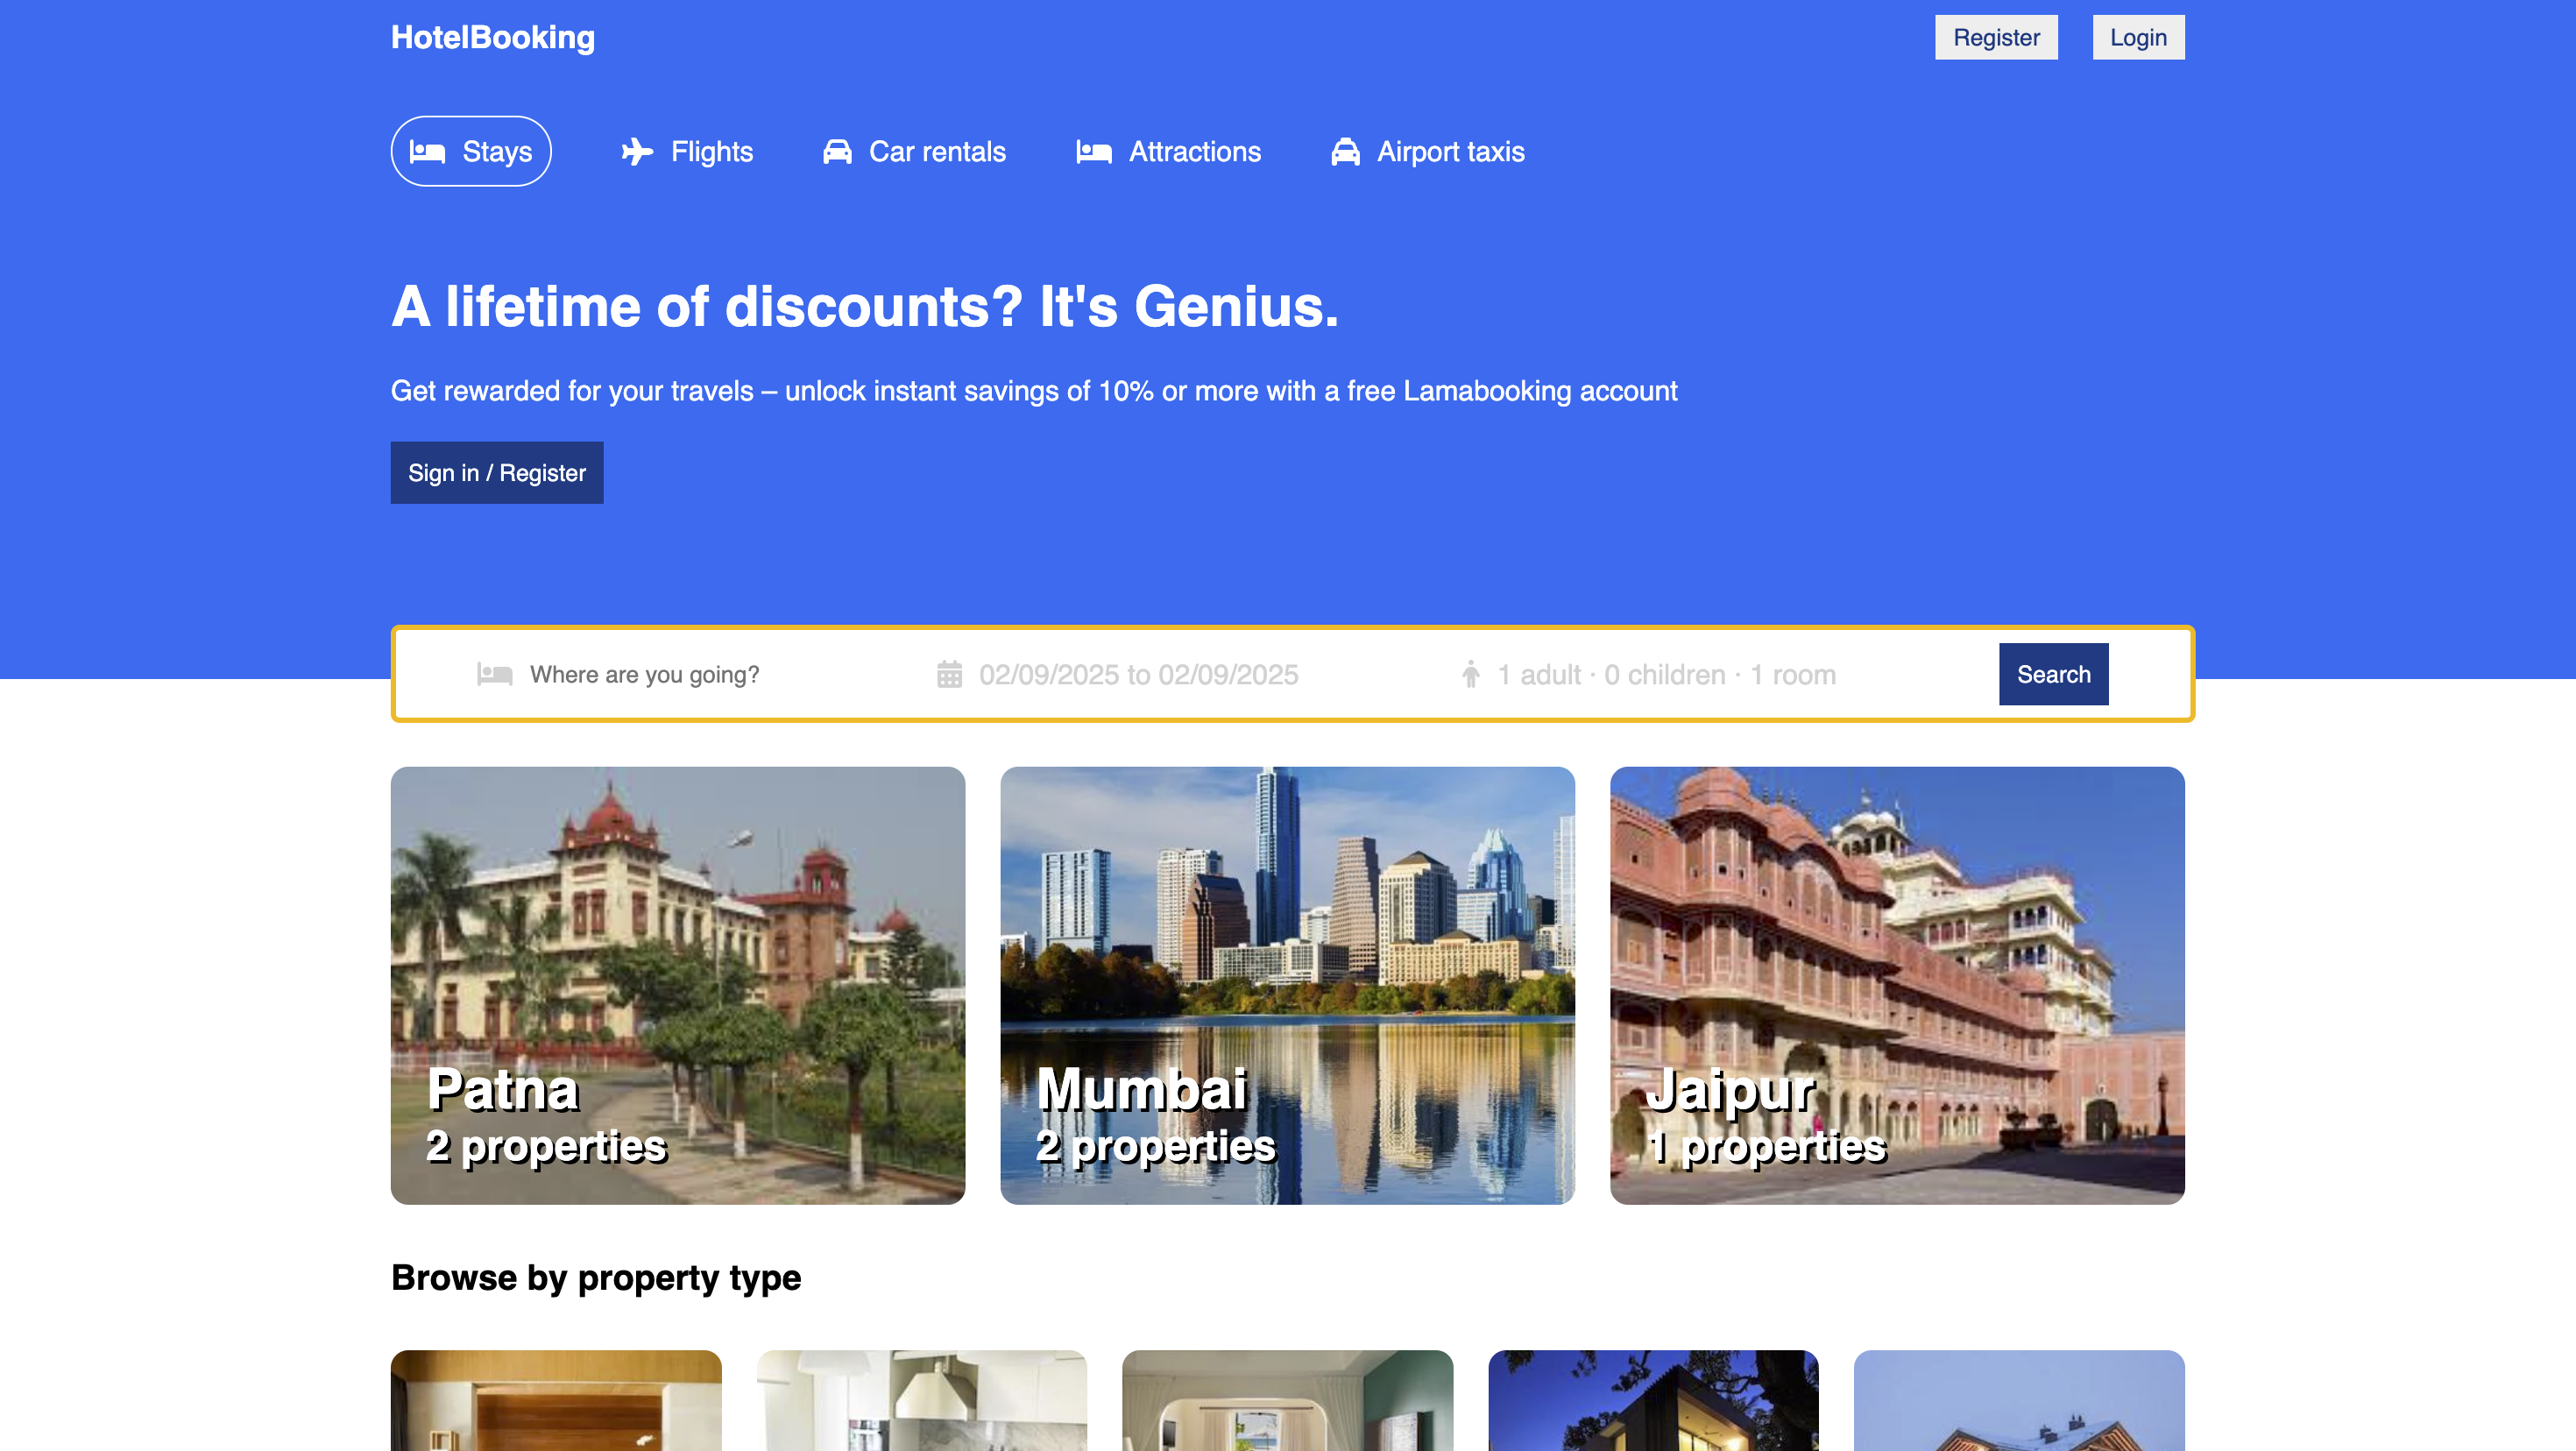 HotelBooking
Register
Login
Stays
Flights
Car rentals
Attractions
Airport taxis
A lifetime of discounts? It's Genius.
Get rewarded for your travels – unlock instant savings of 10% or more with a free Lamabooking account
Sign in / Register
Where are you going?
02/09/2025 to 02/09/2025
1 adult · 0 children · 1 room
Search
Patna
2 properties
Mumbai
2 properties
Jaipur
1 properties
Browse by property type